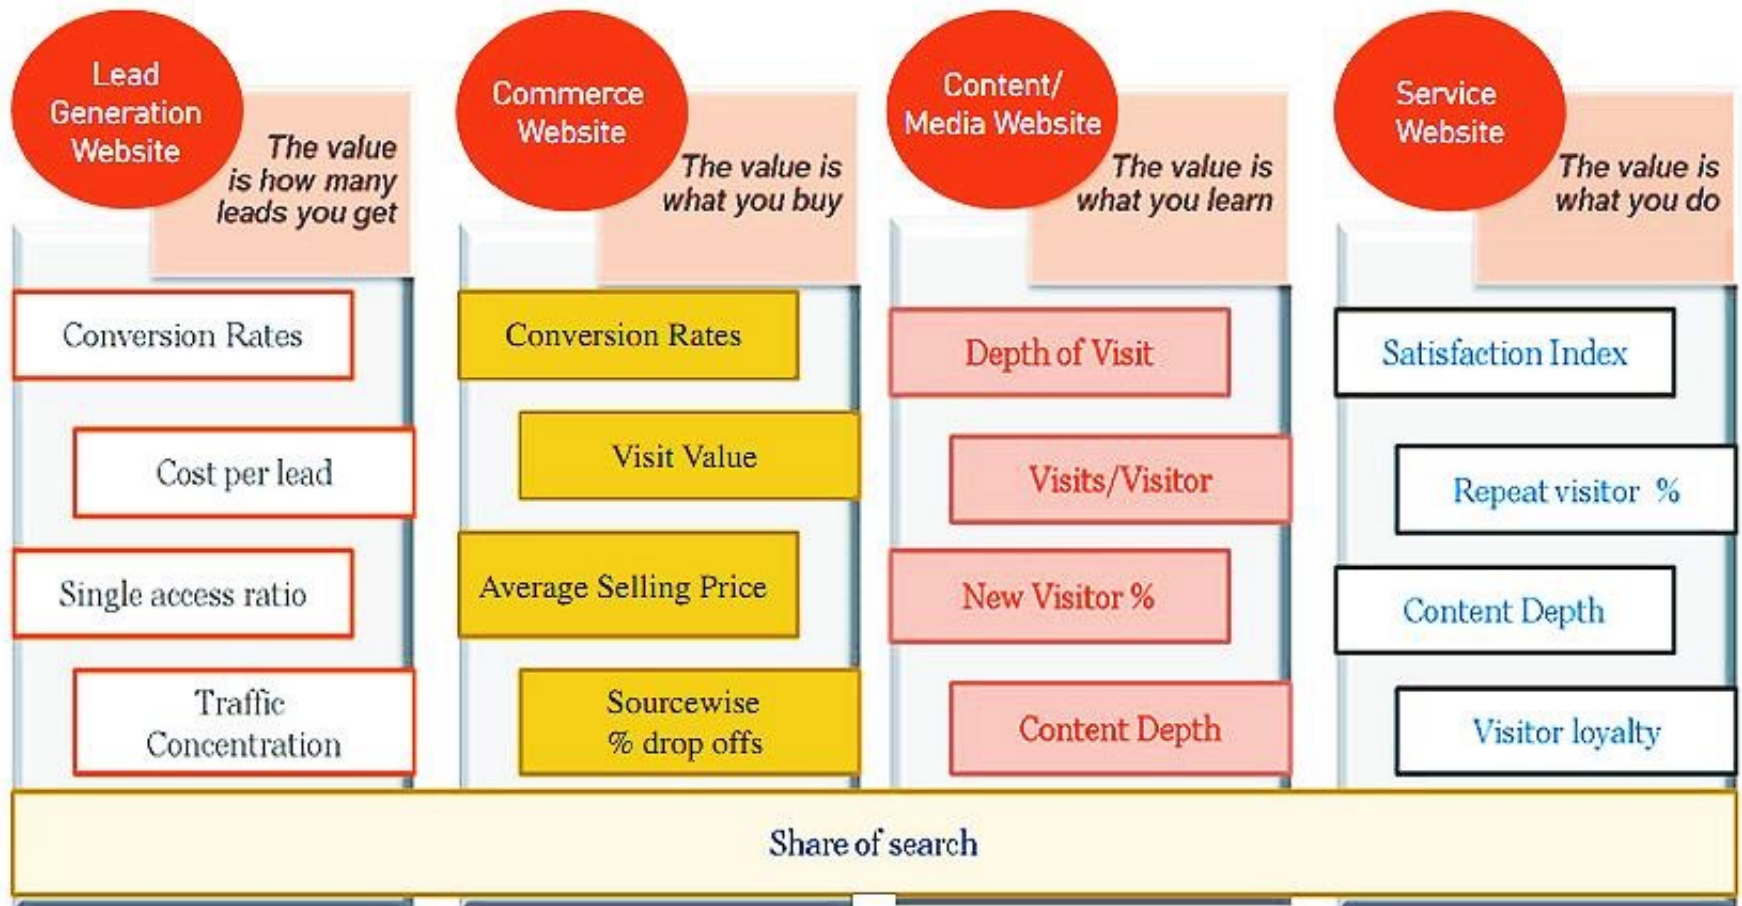 Lead
Generation
Website
The value
is how many
leads you get
Conversion Rates
Cost per lead
Single access ratio
Traffic
Concentration
Commerce
Website
The value is
what you buy
Conversion Rates
Visit Value
Average Selling Price
Sourcewise
% drop offs
Content/
Media Website
The value is
what you learn
Depth of Visit
Visits/Visitor
New Visitor %
Content Depth
Service
Website
The value is
what you do
Satisfaction Index
Repeat visitor %
Content Depth
Visitor loyalty
Share of search